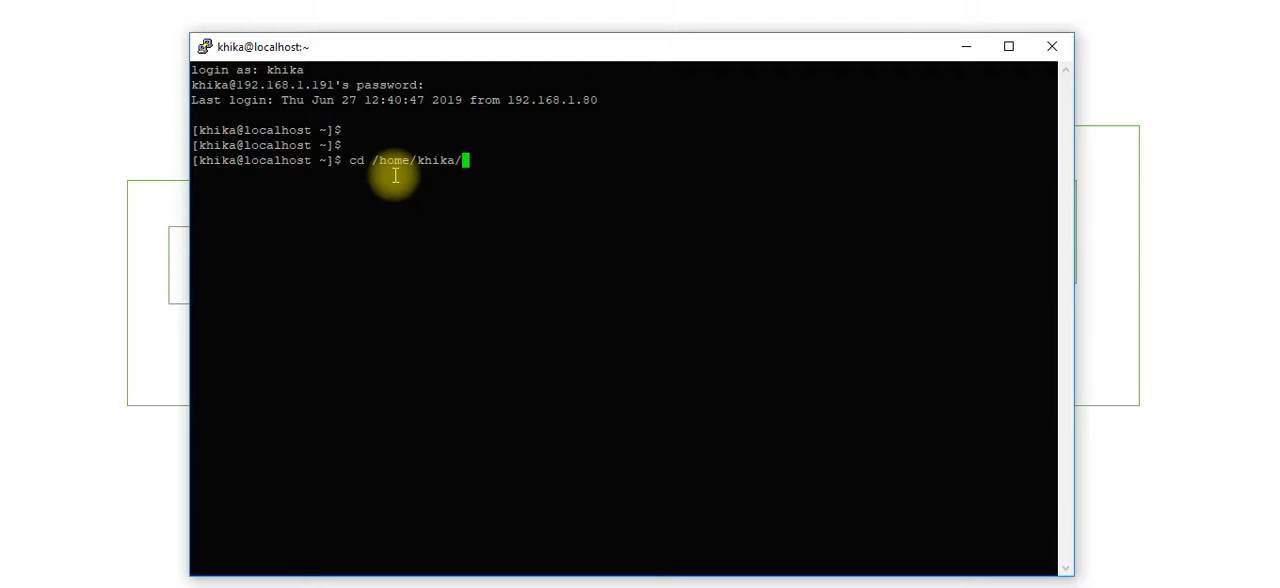 khika@localhost:~
login as: khika
khika@192.168.1.191's password:
Last login: Thu Jun 27 12:40:47 2019 from 192.168.1.80
[khika@localhost ~]$
[khika@localhost ~]$
[khika@localhost ~]$ cd /home/khika/